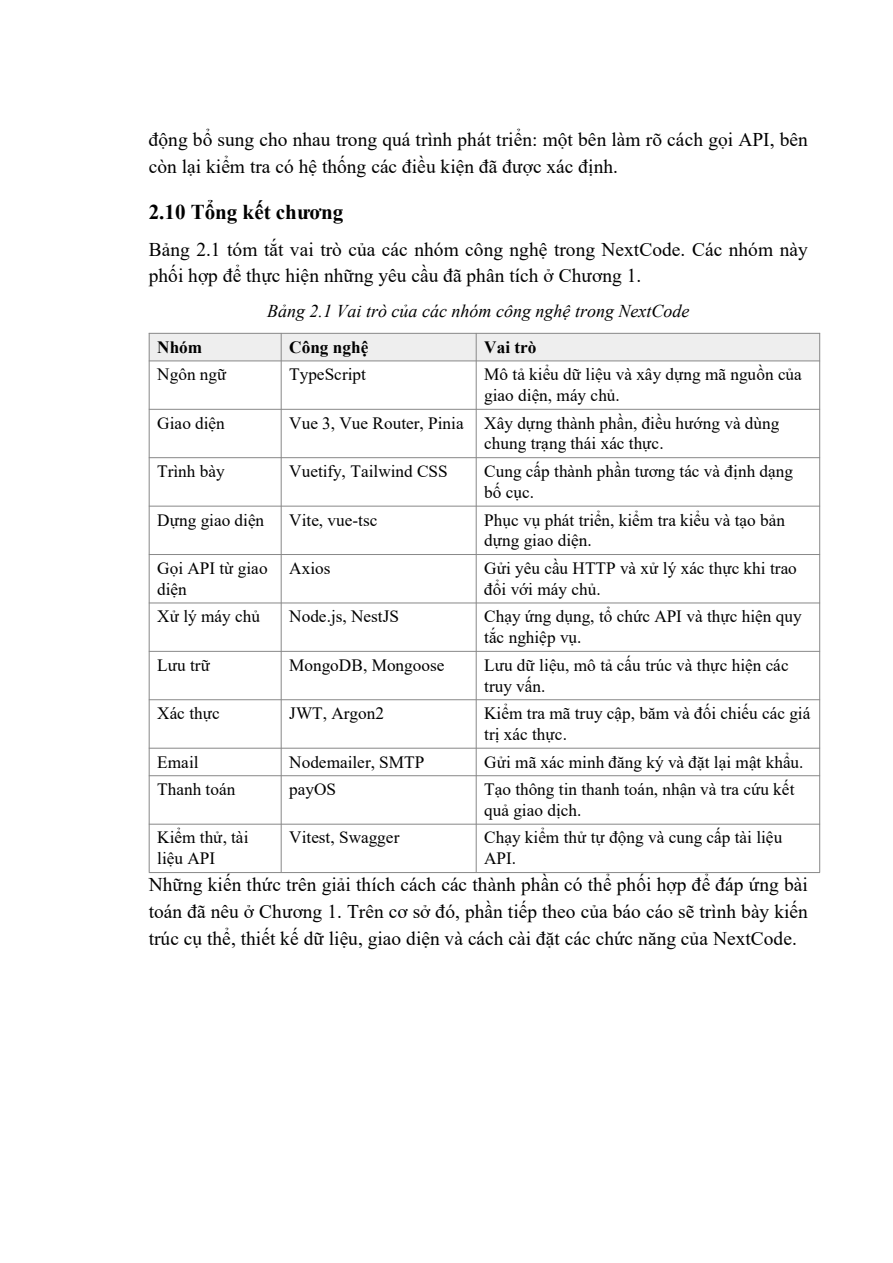 động bổ sung cho nhau trong quá trình phát triển: một bên làm rõ cách gọi API, bên
còn lại kiểm tra có hệ thống các điều kiện đã được xác định.
2.10 Tổng kết chương
Bảng 2.1 tóm tắt vai trò của các nhóm công nghệ trong NextCode. Các nhóm này
phối hợp để thực hiện những yêu cầu đã phân tích ở Chương 1.
Bảng 2.1 Vai trò của các nhóm công nghệ trong NextCode
Nhóm Công nghệ Vai trò
Ngôn ngữ TypeScript Mô tả kiểu dữ liệu và xây dựng mã nguồn của
giao diện, máy chủ.
Giao diện Vue 3, Vue Router, Pinia Xây dựng thành phần, điều hướng và dùng
chung trạng thái xác thực.
Trình bày Vuetify, Tailwind CSS Cung cấp thành phần tương tác và định dạng
bố cục.
Dựng giao diện Vite, vue-tsc Phục vụ phát triển, kiểm tra kiểu và tạo bản
dựng giao diện.
Gọi API từ giao Axios Gửi yêu cầu HTTP và xử lý xác thực khi trao
diện đổi với máy chủ.
Xử lý máy chủ Node.js, NestJS Chạy ứng dụng, tổ chức API và thực hiện quy
tắc nghiệp vụ.
Lưu trữ MongoDB, Mongoose Lưu dữ liệu, mô tả cấu trúc và thực hiện các
truy vấn.
Xác thực JWT, Argon2 Kiểm tra mã truy cập, băm và đối chiếu các giá
trị xác thực.
Email Nodemailer, SMTP Gửi mã xác minh đăng ký và đặt lại mật khẩu.
Thanh toán payOS Tạo thông tin thanh toán, nhận và tra cứu kết
quả giao dịch.
Kiểm thử, tài Vitest, Swagger Chạy kiểm thử tự động và cung cấp tài liệu
liệu API API.
Những kiến thức trên giải thích cách các thành phần có thể phối hợp để đáp ứng bài
toán đã nêu ở Chương 1. Trên cơ sở đó, phần tiếp theo của báo cáo sẽ trình bày kiến
trúc cụ thể, thiết kế dữ liệu, giao diện và cách cài đặt các chức năng của NextCode.